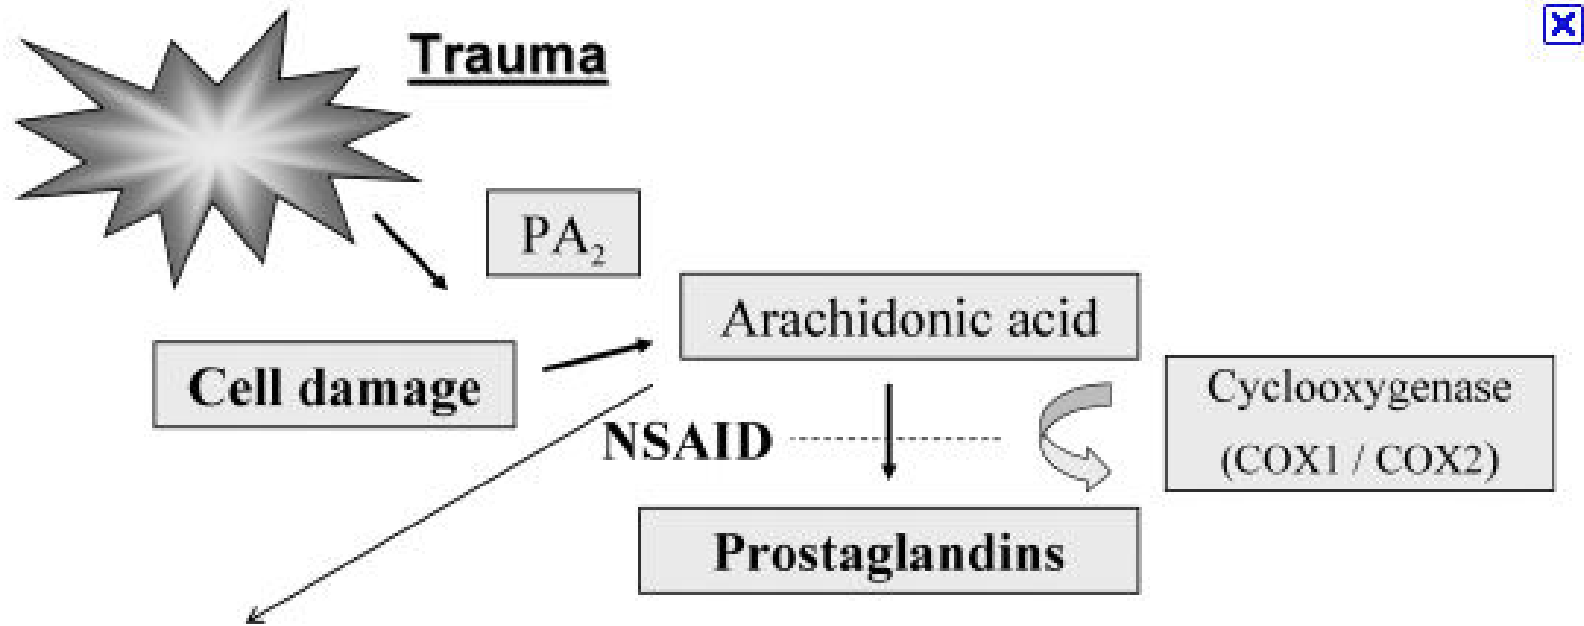 Trauma
PA₂
Arachidonic acid
Cell damage
Cyclooxygenase
(COX1 / COX2)
NSAID
Prostaglandins